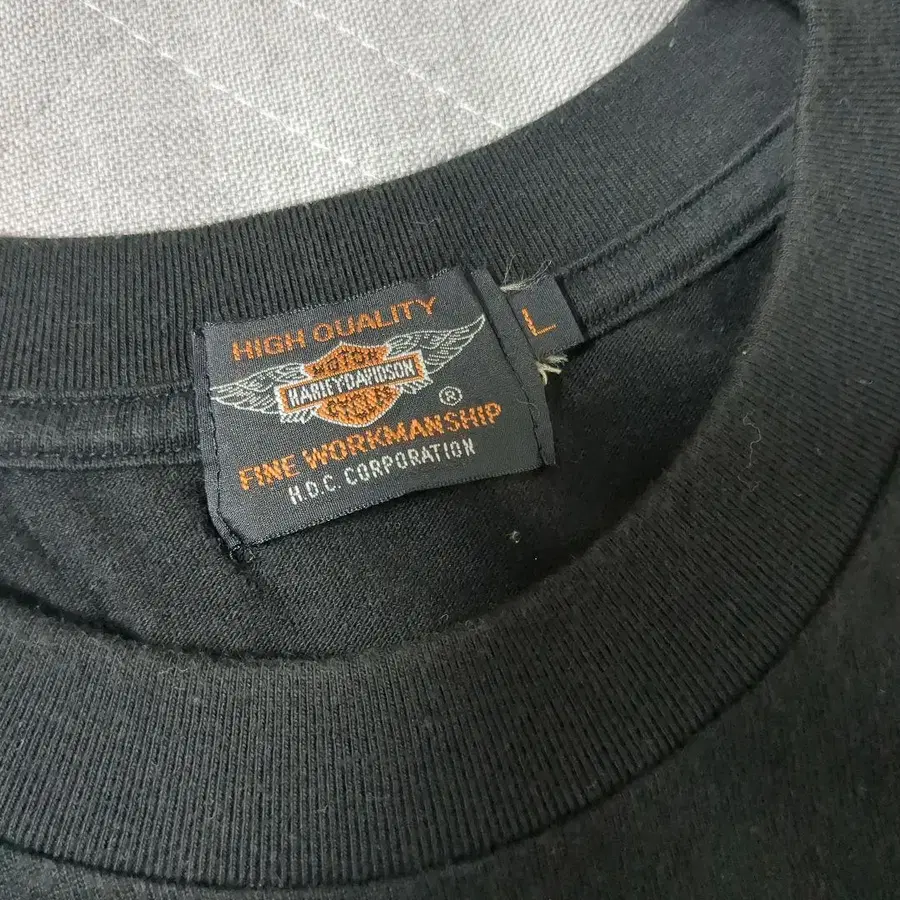 HIGH QUALITY
MOTOR
HARLEY-DAVIDSON
CYCLES
®
FINE WORKMANSHIP
H.D.C. CORPORATION
L